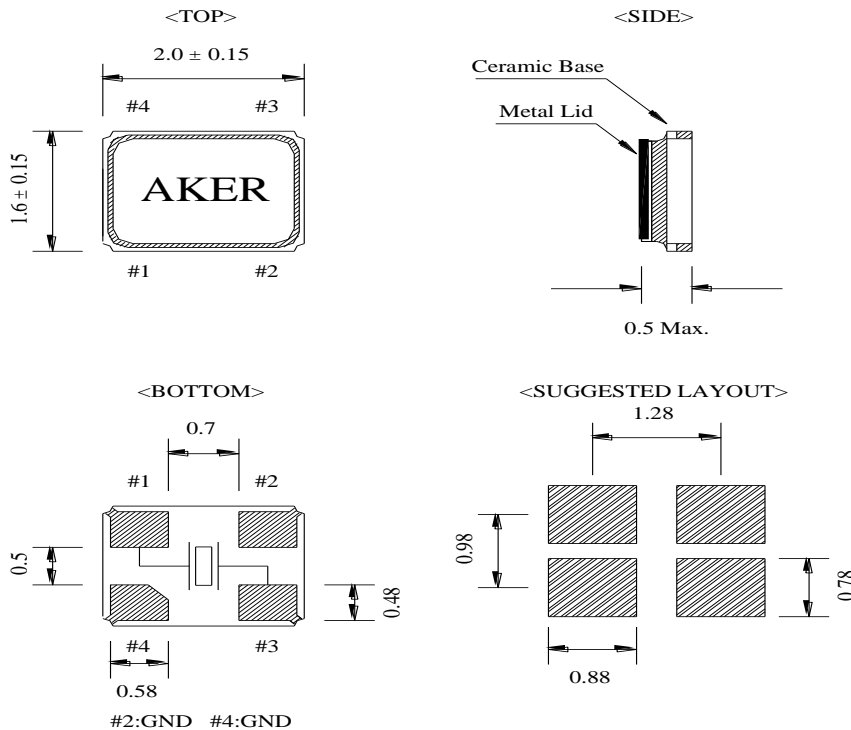 <TOP>
2.0 ± 0.15
#4 #3
1.6 ± 0.15
AKER
#1 #2
<SIDE>
Ceramic Base
Metal Lid
0.5 Max.
<BOTTOM>
0.7
#1 #2
0.5
0.48
#4 #3
0.58
#2:GND #4:GND
<SUGGESTED LAYOUT>
1.28
0.98
0.78
0.88